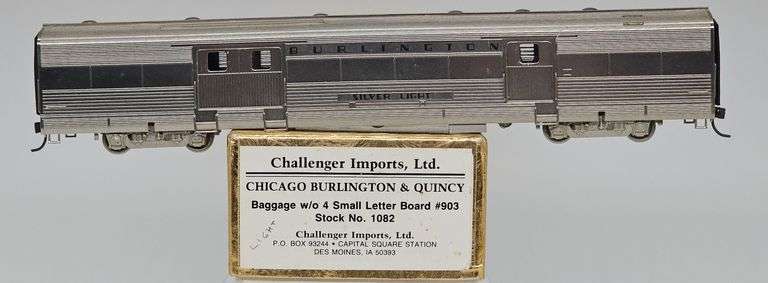 BURLINGTON
SILVER LIGHT
Challenger Imports, Ltd.
CHICAGO BURLINGTON & QUINCY
Baggage w/o 4 Small Letter Board #903
Stock No. 1082
LIGHT
Challenger Imports, Ltd.
P.O. BOX 93244 • CAPITAL SQUARE STATION
DES MOINES, IA 50393